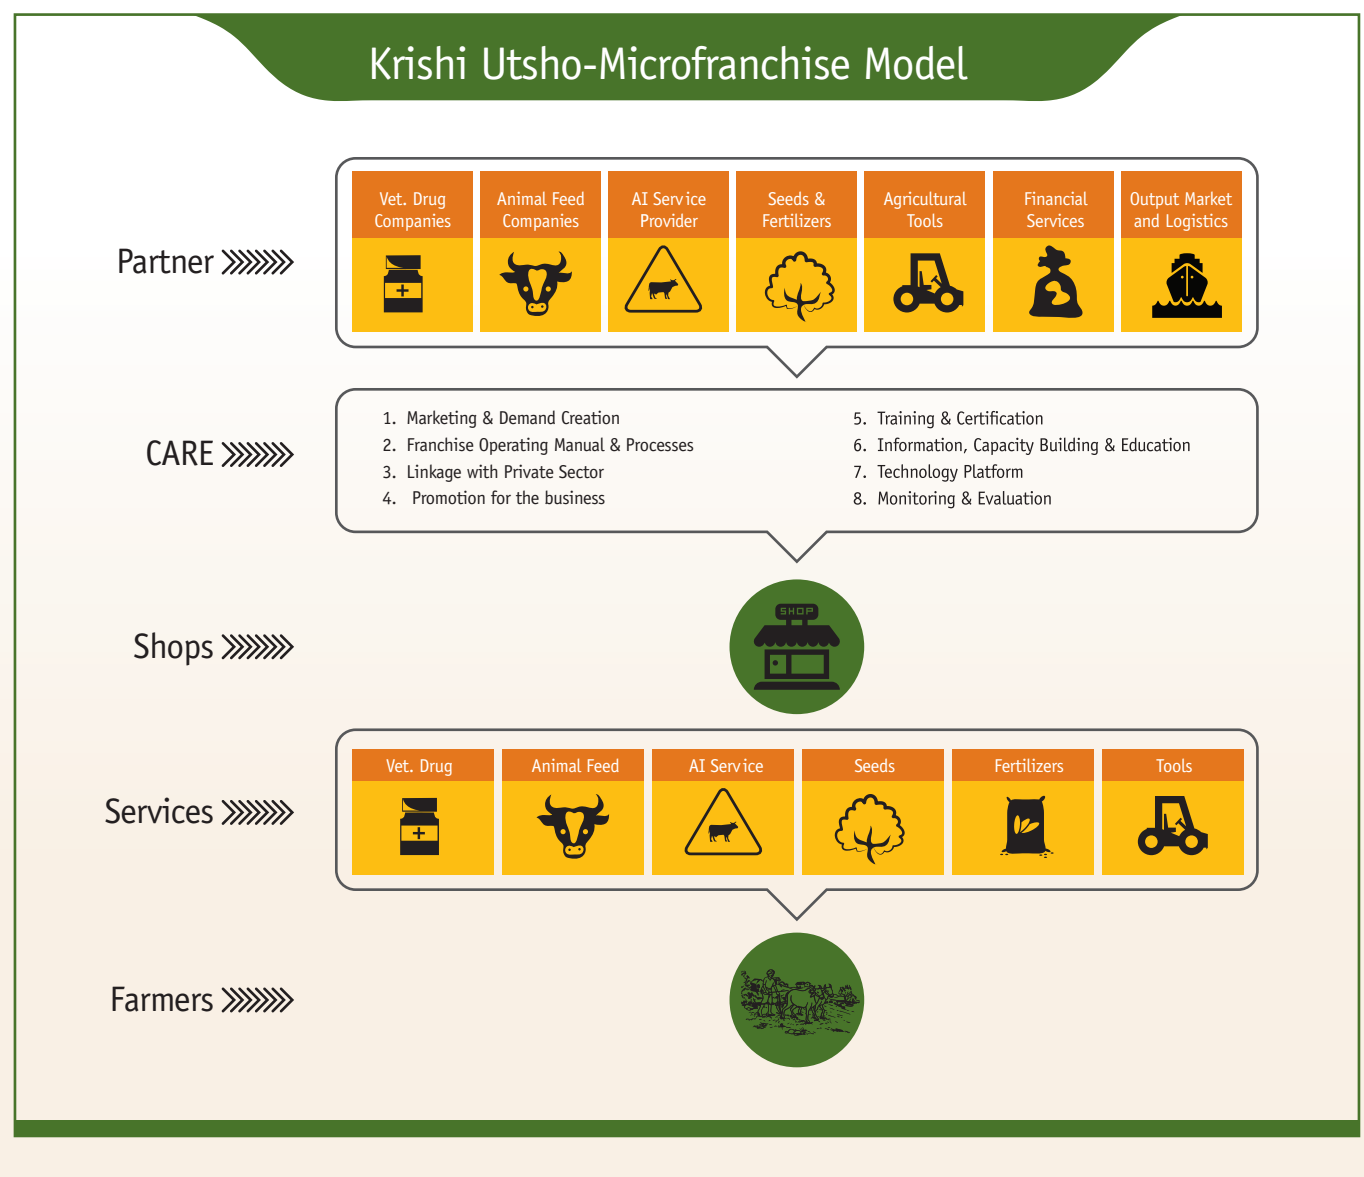 Krishi Utsho-Microfranchise Model
Partner
Vet. Drug
Companies
Animal Feed
Companies
AI Service
Provider
Seeds &
Fertilizers
Agricultural
Tools
Financial
Services
Output Market
and Logistics
CARE
1. Marketing & Demand Creation
2. Franchise Operating Manual & Processes
3. Linkage with Private Sector
4. Promotion for the business
5. Training & Certification
6. Information, Capacity Building & Education
7. Technology Platform
8. Monitoring & Evaluation
Shops
SHOP
Services
Vet. Drug
Animal Feed
AI Service
Seeds
Fertilizers
Tools
Farmers